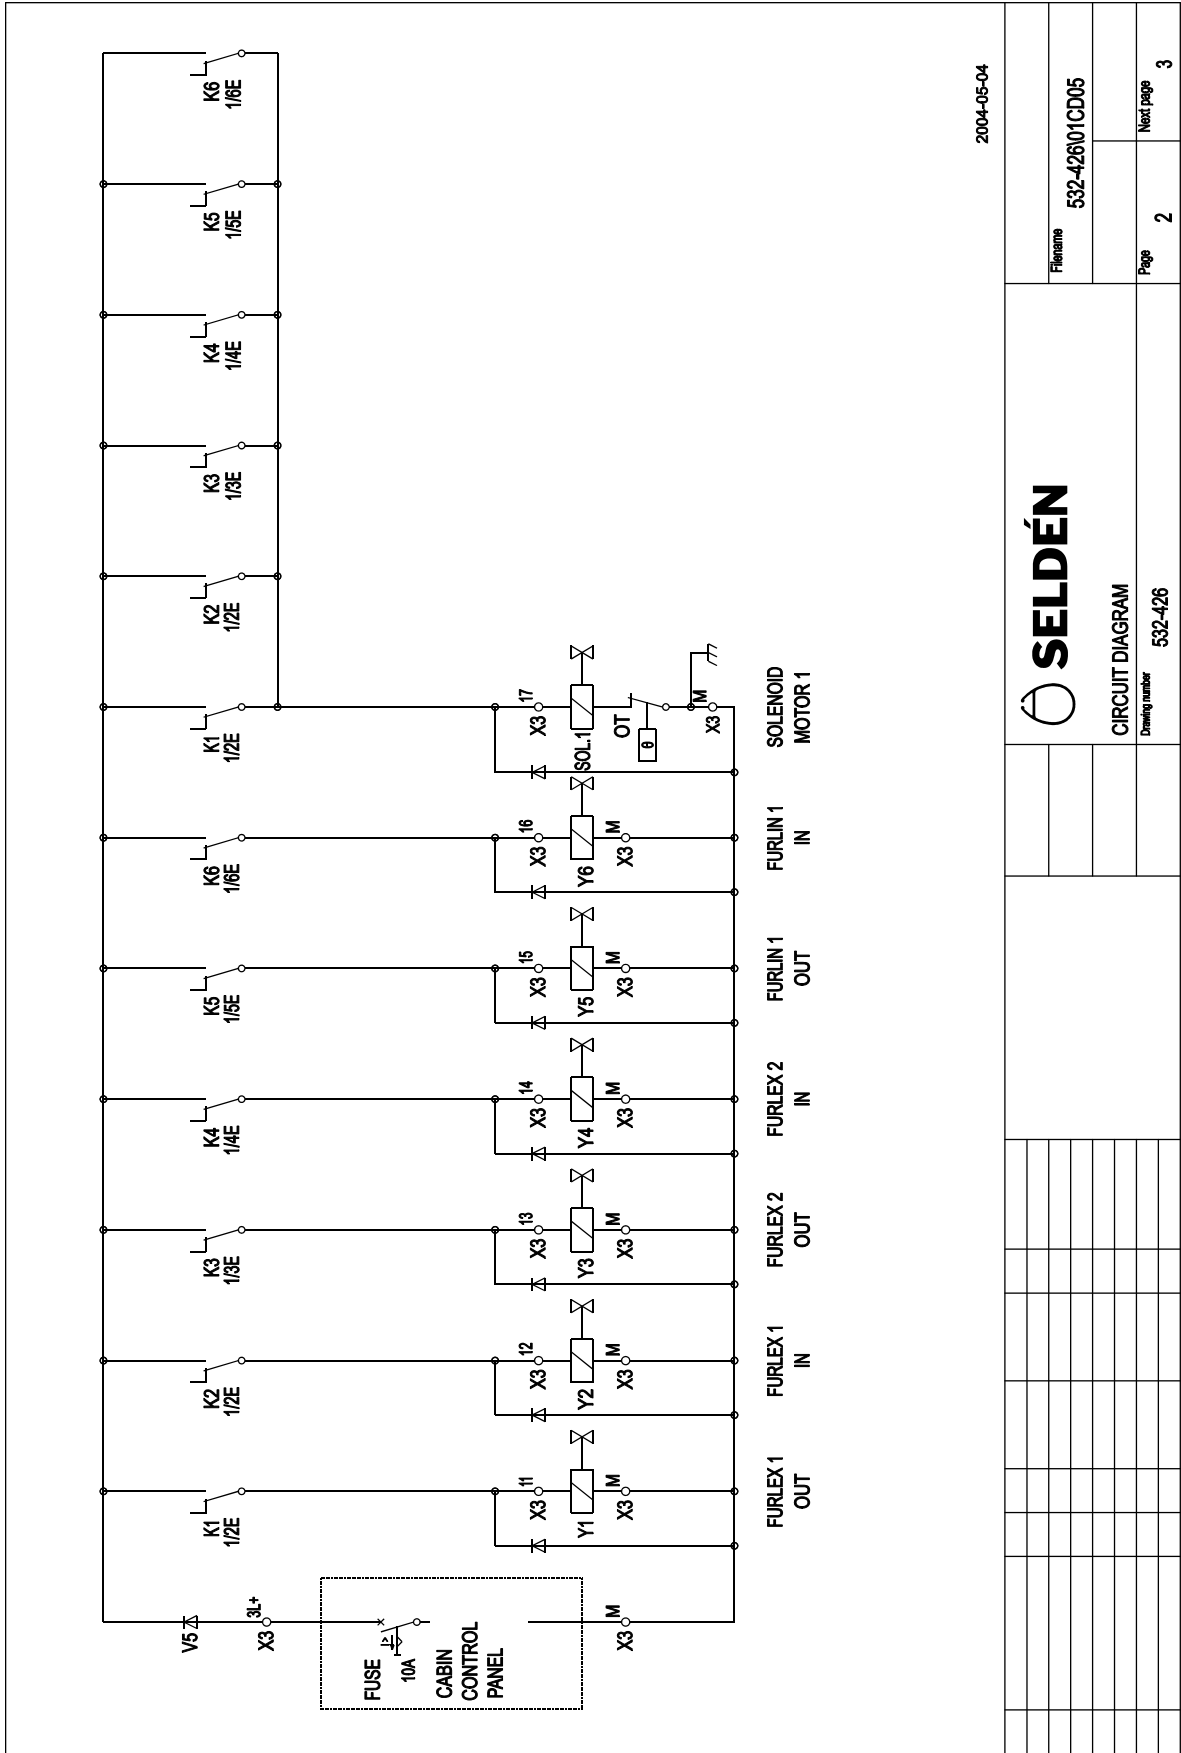 V5
X3
3L+
FUSE
10A
CABIN
CONTROL
PANEL
X3
M
K1
1/2E
X3
11
Y1
X3
M
FURLEX 1
OUT
K2
1/2E
X3
12
Y2
X3
M
FURLEX 1
IN
K3
1/3E
X3
13
Y3
X3
M
FURLEX 2
OUT
K4
1/4E
X3
14
Y4
X3
M
FURLEX 2
IN
K5
1/5E
X3
15
Y5
X3
M
FURLIN 1
OUT
K6
1/6E
X3
16
Y6
X3
M
FURLIN 1
IN
K1
1/2E
X3
17
SOL.1
OT
θ
X3
M
SOLENOID
MOTOR 1
K2
1/2E
K3
1/3E
K4
1/4E
K5
1/5E
K6
1/6E
2004-05-04
SELDÉN
CIRCUIT DIAGRAM
Drawing number
532-426
Filename
532-426\01CD05
Page
2
Next page
3